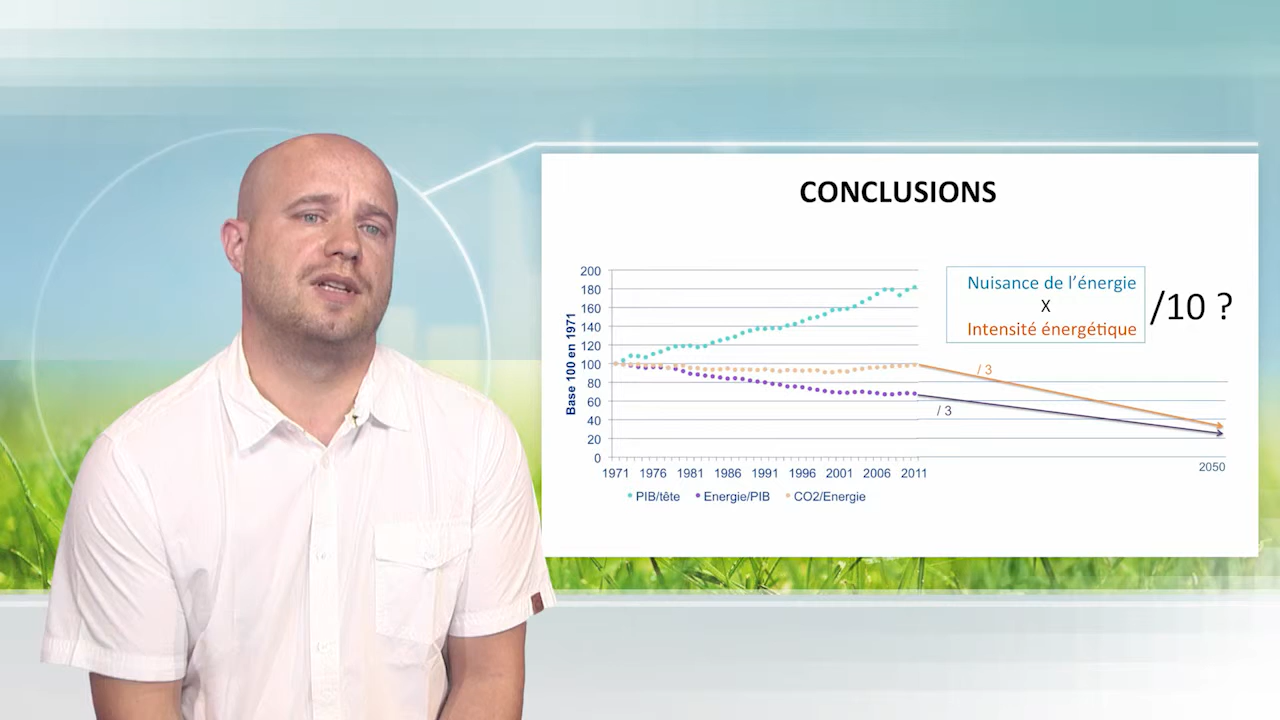 CONCLUSIONS
Nuisance de l'énergie
X
Intensité énergétique
/10 ?
Base 100 en 1971
200
180
160
140
120
100
80
60
40
20
0
/ 3
/ 3
1971 1976 1981 1986 1991 1996 2001 2006 2011
2050
PIB/tête Energie/PIB CO2/Energie